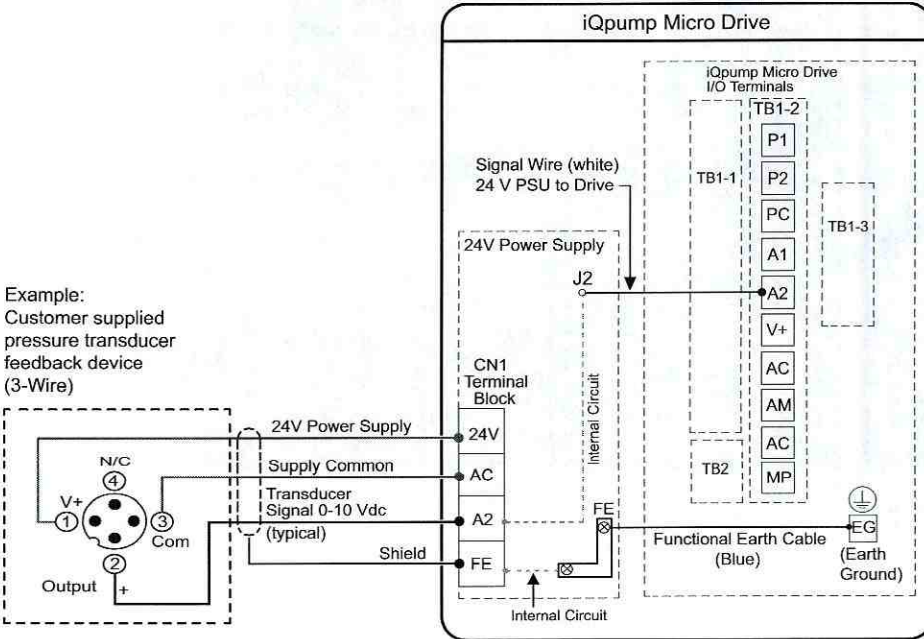 iQpump Micro Drive
iQpump Micro Drive
I/O Terminals
TB1-2
P1
P2
PC
A1
A2
V+
AC
AM
AC
MP
TB1-1
TB1-3
TB2
Signal Wire (white)
24 V PSU to Drive
24V Power Supply
J2
CN1
Terminal
Block
24V
AC
A2
FE
Internal Circuit
FE
Internal Circuit
Functional Earth Cable
(Blue)
EG
(Earth
Ground)
Example:
Customer supplied
pressure transducer
feedback device
(3-Wire)
24V Power Supply
Supply Common
Transducer
Signal 0-10 Vdc
(typical)
Shield
N/C
4
V+
1
3
Com
2
Output
+